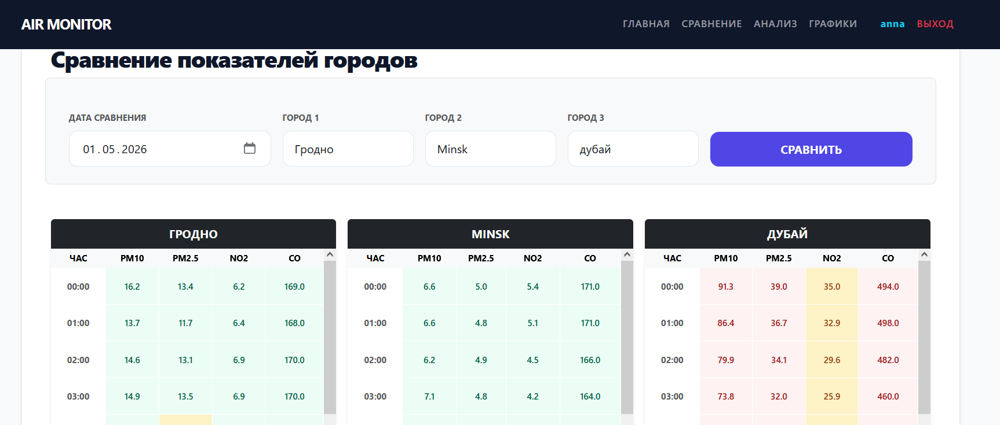 AIR MONITOR ГЛАВНАЯ СРАВНЕНИЕ АНАЛИЗ ГРАФИКИ anna ВЫХОД
Сравнение показателей городов
ДАТА СРАВНЕНИЯ ГОРОД 1 ГОРОД 2 ГОРОД 3
01.05.2026 Гродно Minsk дубай СРАВНИТЬ
ГРОДНО MINSK ДУБАЙ
ЧАС PM10 PM2.5 NO2 CO ЧАС PM10 PM2.5 NO2 CO ЧАС PM10 PM2.5 NO2 CO
00:00 16.2 13.4 6.2 169.0 00:00 6.6 5.0 5.4 171.0 00:00 91.3 39.0 35.0 494.0
01:00 13.7 11.7 6.4 168.0 01:00 6.6 4.8 5.1 171.0 01:00 86.4 36.7 32.9 498.0
02:00 14.6 13.1 6.9 170.0 02:00 6.2 4.9 4.5 166.0 02:00 79.9 34.1 29.6 482.0
03:00 14.9 13.5 6.9 170.0 03:00 7.1 4.8 4.2 164.0 03:00 73.8 32.0 25.9 460.0